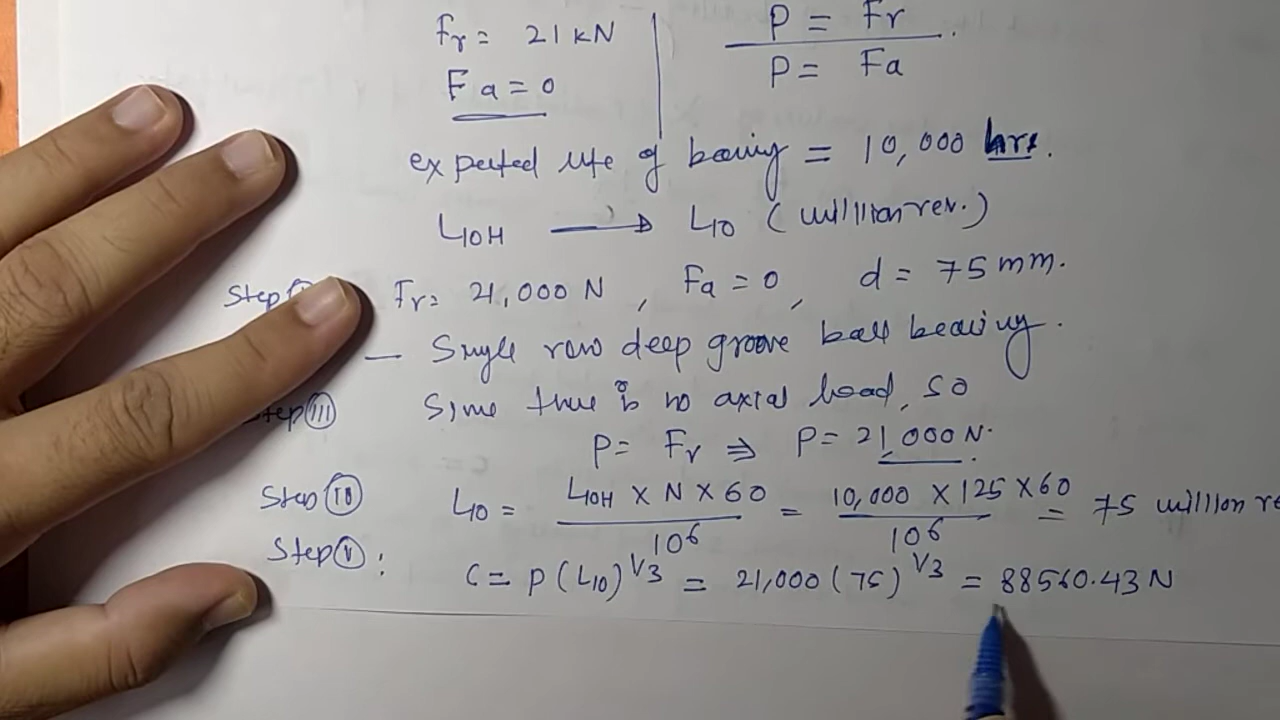 Fr = 21 KN
Fa = 0
P = Fr
P = Fa
expected life of bearing = 10,000 hrs.
L10H → L10 (million rev.)
Step Fr = 21,000 N, Fa = 0, d = 75 mm.
— Single row deep groove ball bearing.
Step III Since there is no axial load, so
P = Fr ⇒ P = 21,000 N.
Step IV L10 = L10H X N X 60 / 10^6 = 10,000 X 125 X 60 / 10^6 = 75 million re
Step V : C = P (L10)^1/3 = 21,000 (75)^1/3 = 88560.43 N